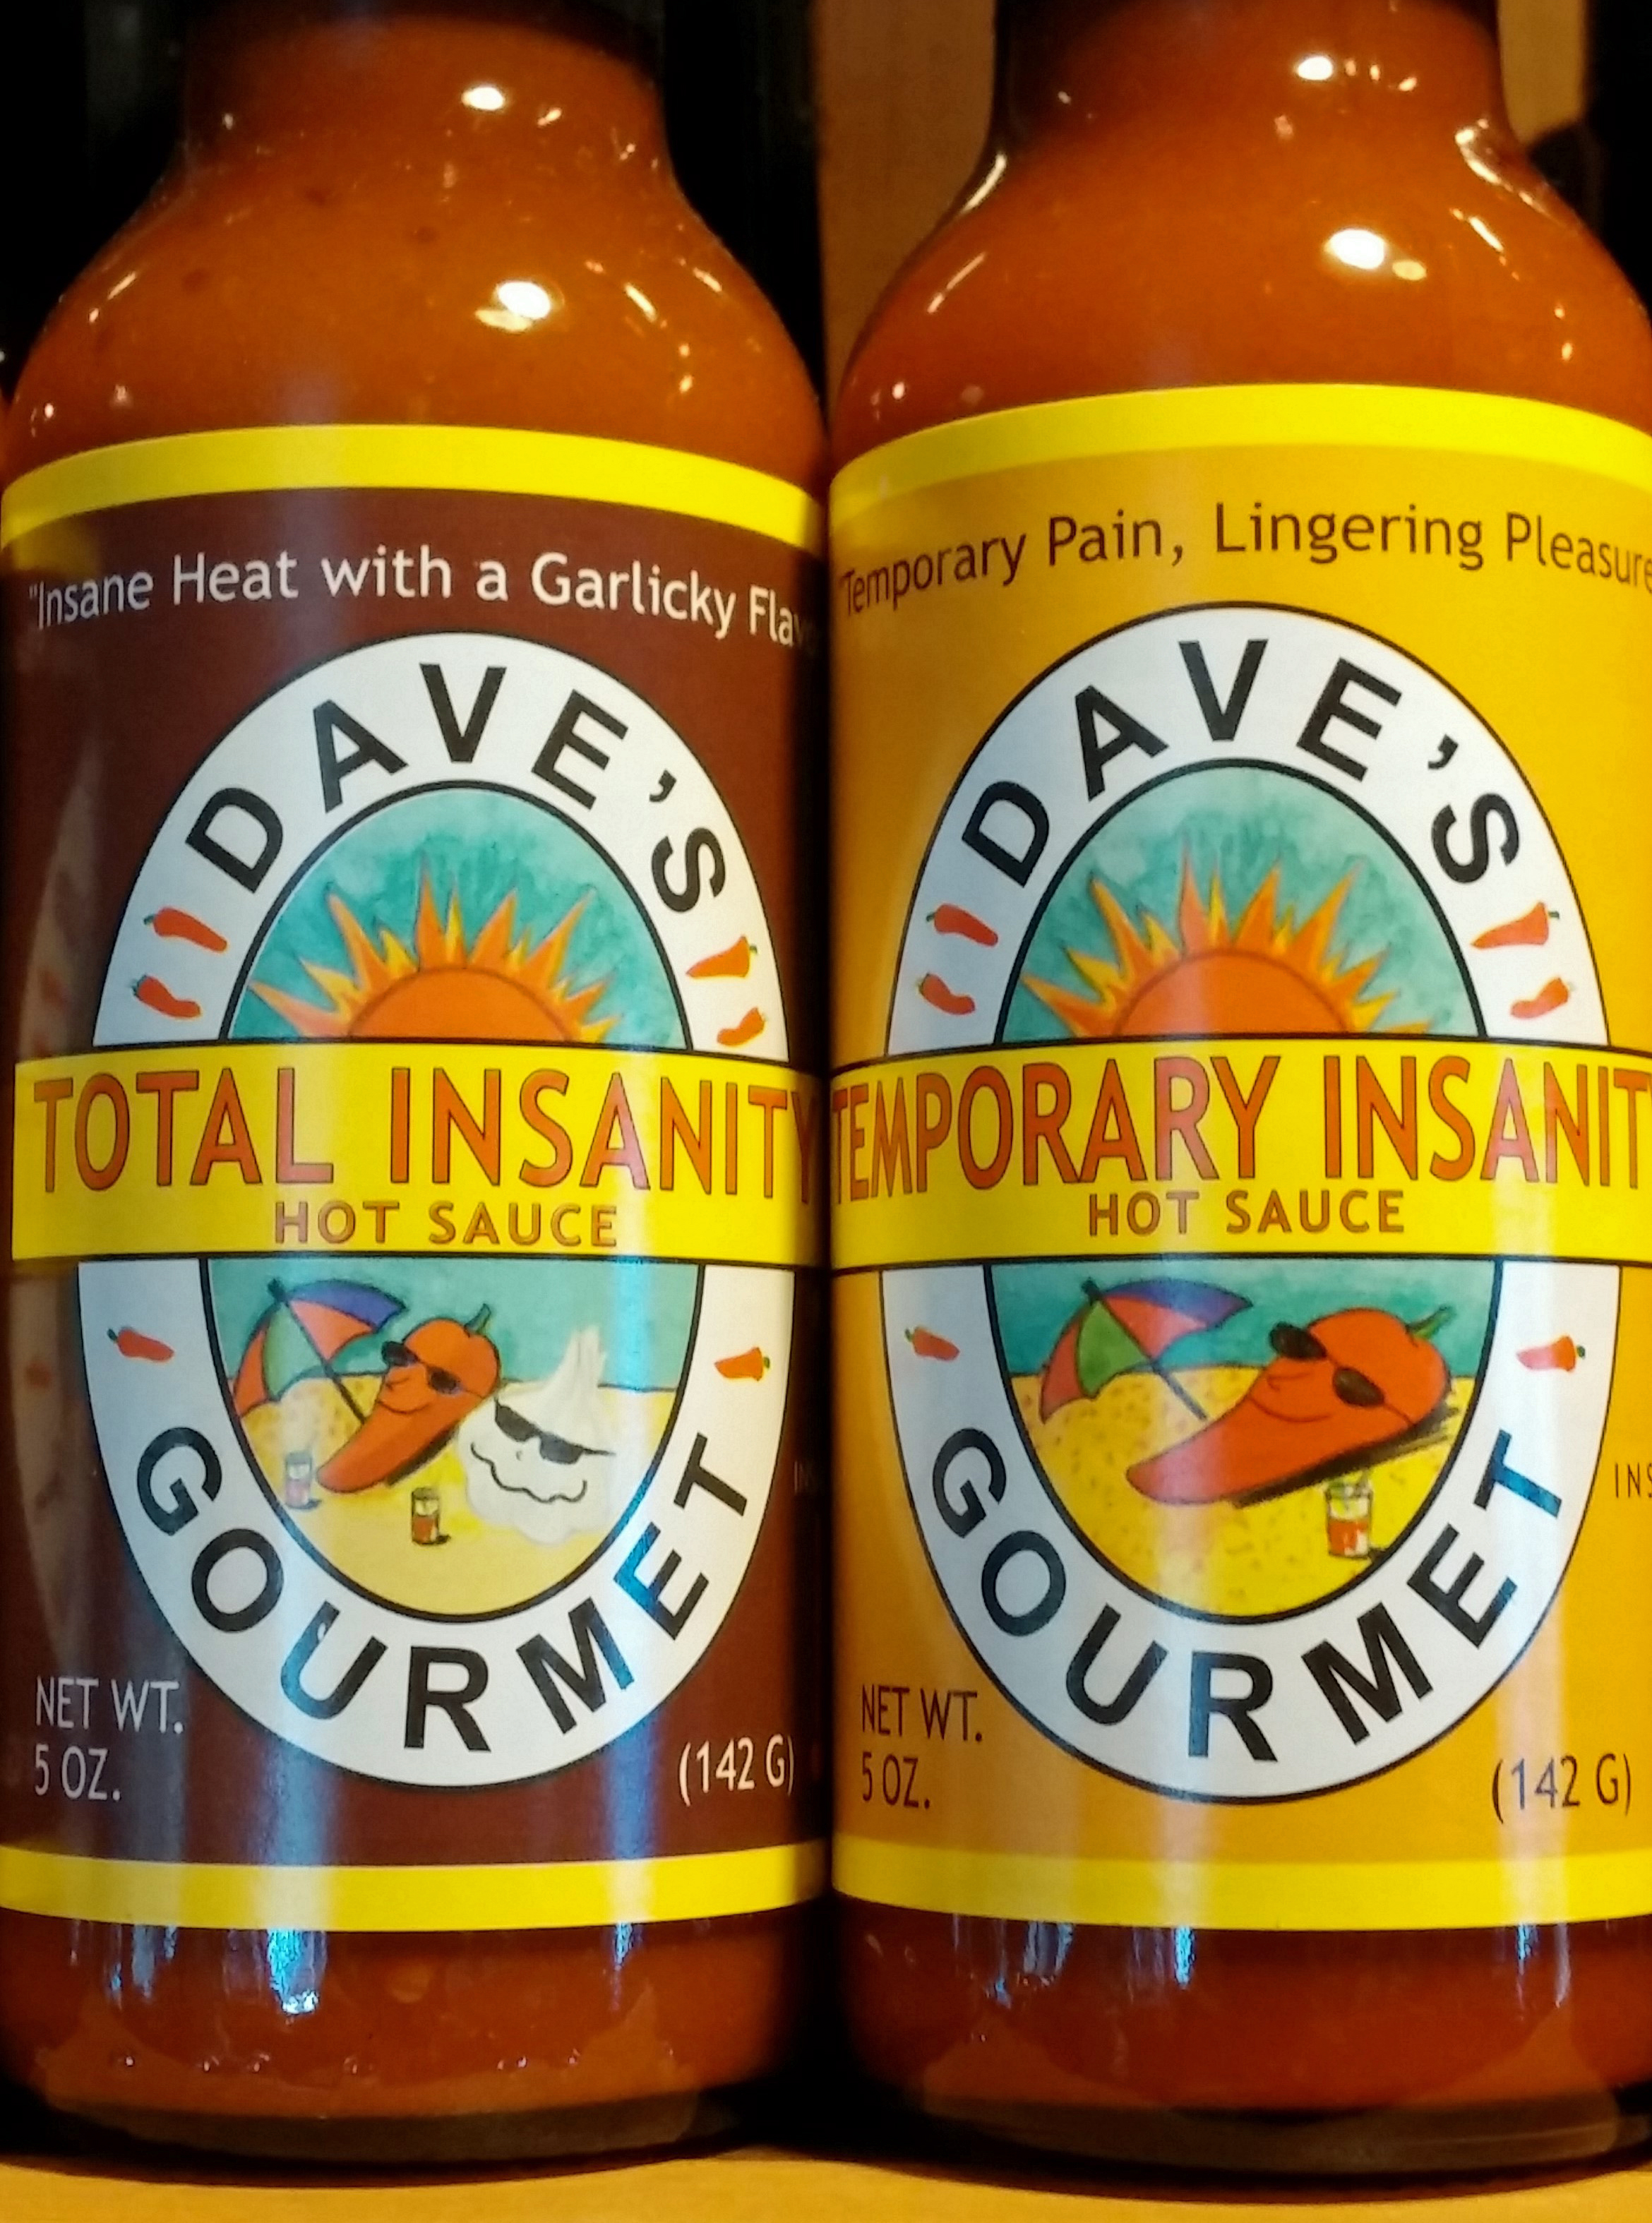 "Insane Heat with a Garlicky
DAVE'S
TOTAL INSANITY
HOT SAUCE
GOURMET
NET WT.
5 OZ.
(142 G)
"Temporary Pain, Lingering Pleasure
DAVE'S
TEMPORARY INSANIT
HOT SAUCE
GOURMET
INS
NET WT.
5 OZ.
(142 G)